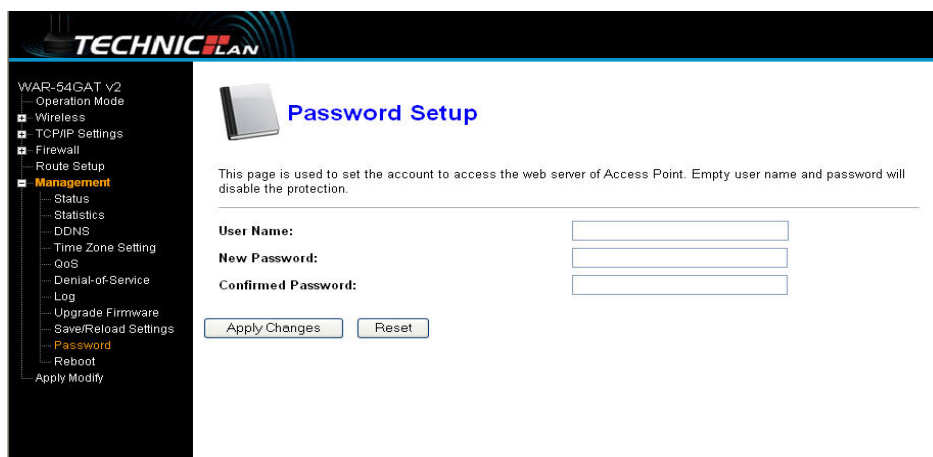 TECHNIC LAN
WAR-54GAT v2
Operation Mode
Wireless
TCP/IP Settings
Firewall
Route Setup
Management
Status
Statistics
DDNS
Time Zone Setting
QoS
Denial-of-Service
Log
Upgrade Firmware
Save/Reload Settings
Password
Reboot
Apply Modify
Password Setup
This page is used to set the account to access the web server of Access Point. Empty user name and password will
disable the protection.
User Name:
New Password:
Confirmed Password:
Apply Changes Reset